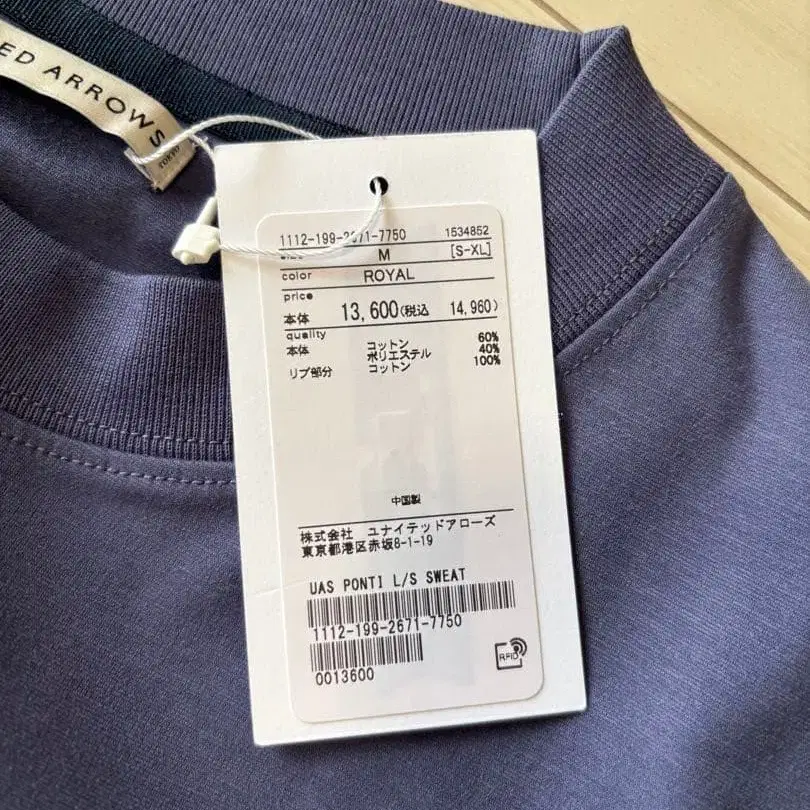 ED ARROWS
TOKYO
1112-199-2671-7750 1534852
M [S-XL]
color ROYAL
price
本体 13,600(税込 14,960)
quality
本体 コットン 60%
ポリエステル 40%
リブ部分 コットン 100%
中国製
株式会社 ユナイテッドアローズ
東京都港区赤坂8-1-19
UAS PONTI L/S SWEAT
1112-199-2671-7750
0013600
RFID